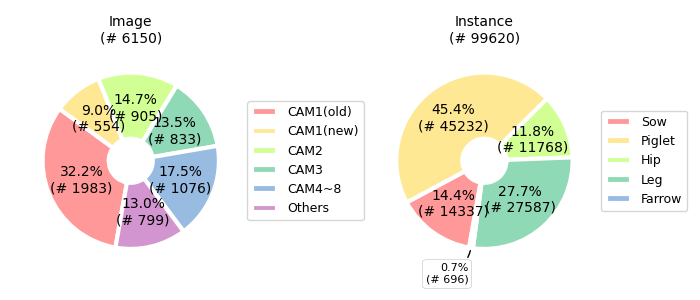 Image
(# 6150)
14.7%
(# 905)
9.0%
(# 554)
13.5%
(# 833)
32.2%
(# 1983)
17.5%
(# 1076)
13.0%
(# 799)
CAM1(old)
CAM1(new)
CAM2
CAM3
CAM4~8
Others
Instance
(# 99620)
45.4%
(# 45232)
11.8%
(# 11768)
14.4%
(# 14337)
27.7%
(# 27587)
0.7%
(# 696)
Sow
Piglet
Hip
Leg
Farrow